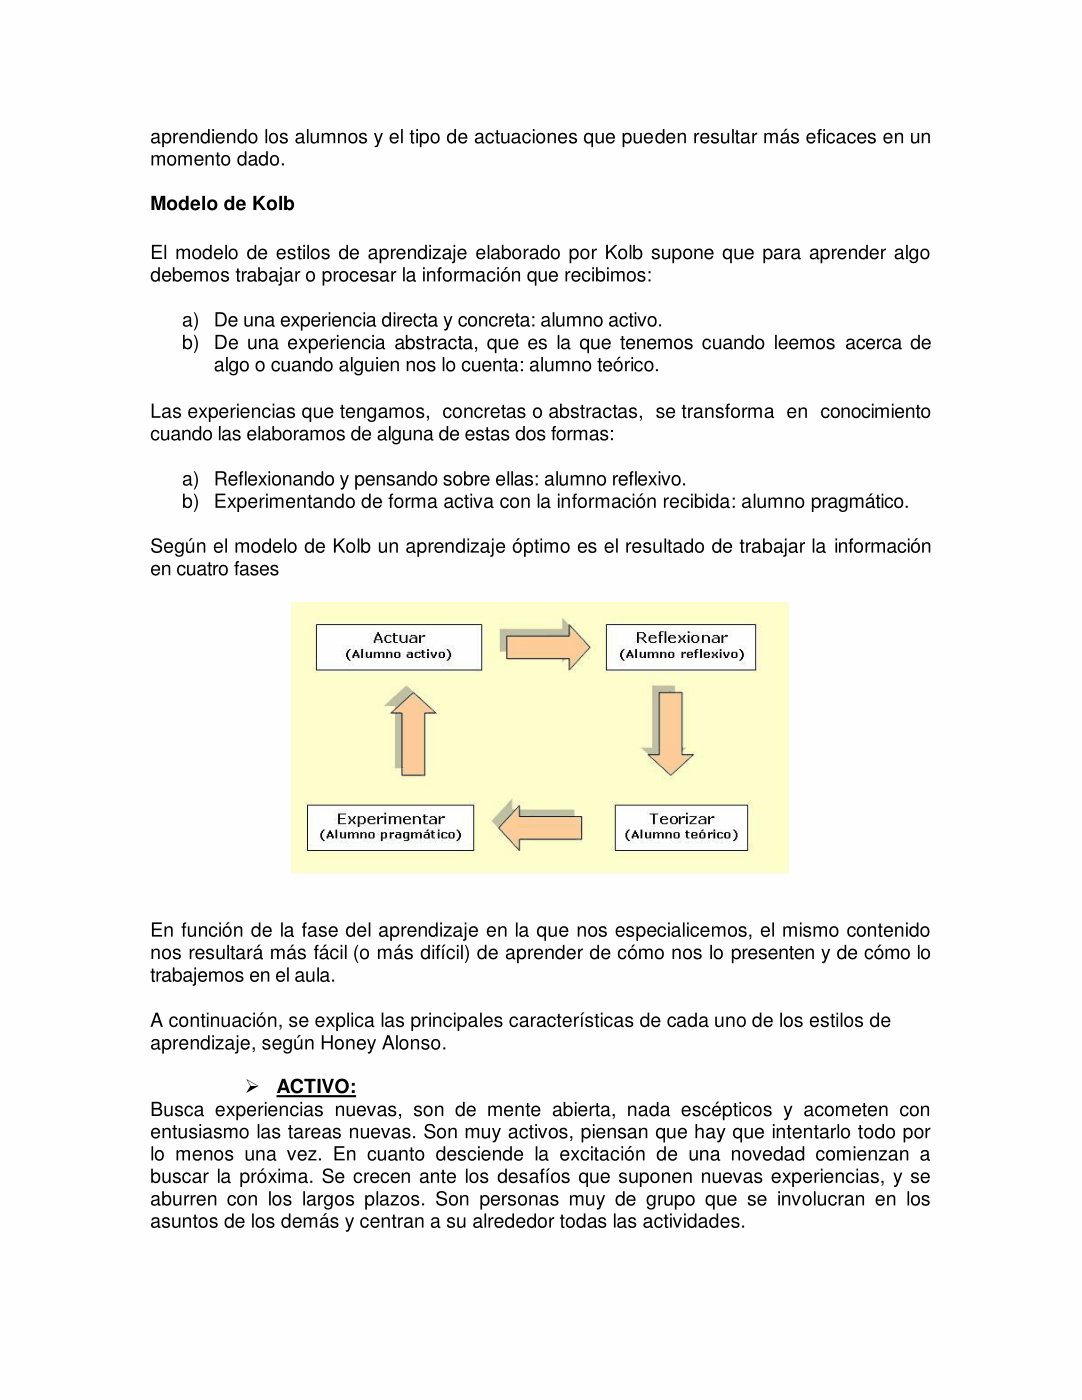 aprendiendo los alumnos y el tipo de actuaciones que pueden resultar más eficaces en un
momento dado.
Modelo de Kolb
El modelo de estilos de aprendizaje elaborado por Kolb supone que para aprender algo
debemos trabajar o procesar la información que recibimos:
a) De una experiencia directa y concreta: alumno activo.
b) De una experiencia abstracta, que es la que tenemos cuando leemos acerca de
algo o cuando alguien nos lo cuenta: alumno teórico.
Las experiencias que tengamos, concretas o abstractas, se transforma en conocimiento
cuando las elaboramos de alguna de estas dos formas:
a) Reflexionando y pensando sobre ellas: alumno reflexivo.
b) Experimentando de forma activa con la información recibida: alumno pragmático.
Según el modelo de Kolb un aprendizaje óptimo es el resultado de trabajar la información
en cuatro fases
Actuar
(Alumno activo)
Reflexionar
(Alumno reflexivo)
Experimentar
(Alumno pragmático)
Teorizar
(Alumno teórico)
En función de la fase del aprendizaje en la que nos especialicemos, el mismo contenido
nos resultará más fácil (o más difícil) de aprender de cómo nos lo presenten y de cómo lo
trabajemos en el aula.
A continuación, se explica las principales características de cada uno de los estilos de
aprendizaje, según Honey Alonso.
➢ ACTIVO:
Busca experiencias nuevas, son de mente abierta, nada escépticos y acometen con
entusiasmo las tareas nuevas. Son muy activos, piensan que hay que intentarlo todo por
lo menos una vez. En cuanto desciende la excitación de una novedad comienzan a
buscar la próxima. Se crecen ante los desafíos que suponen nuevas experiencias, y se
aburren con los largos plazos. Son personas muy de grupo que se involucran en los
asuntos de los demás y centran a su alrededor todas las actividades.